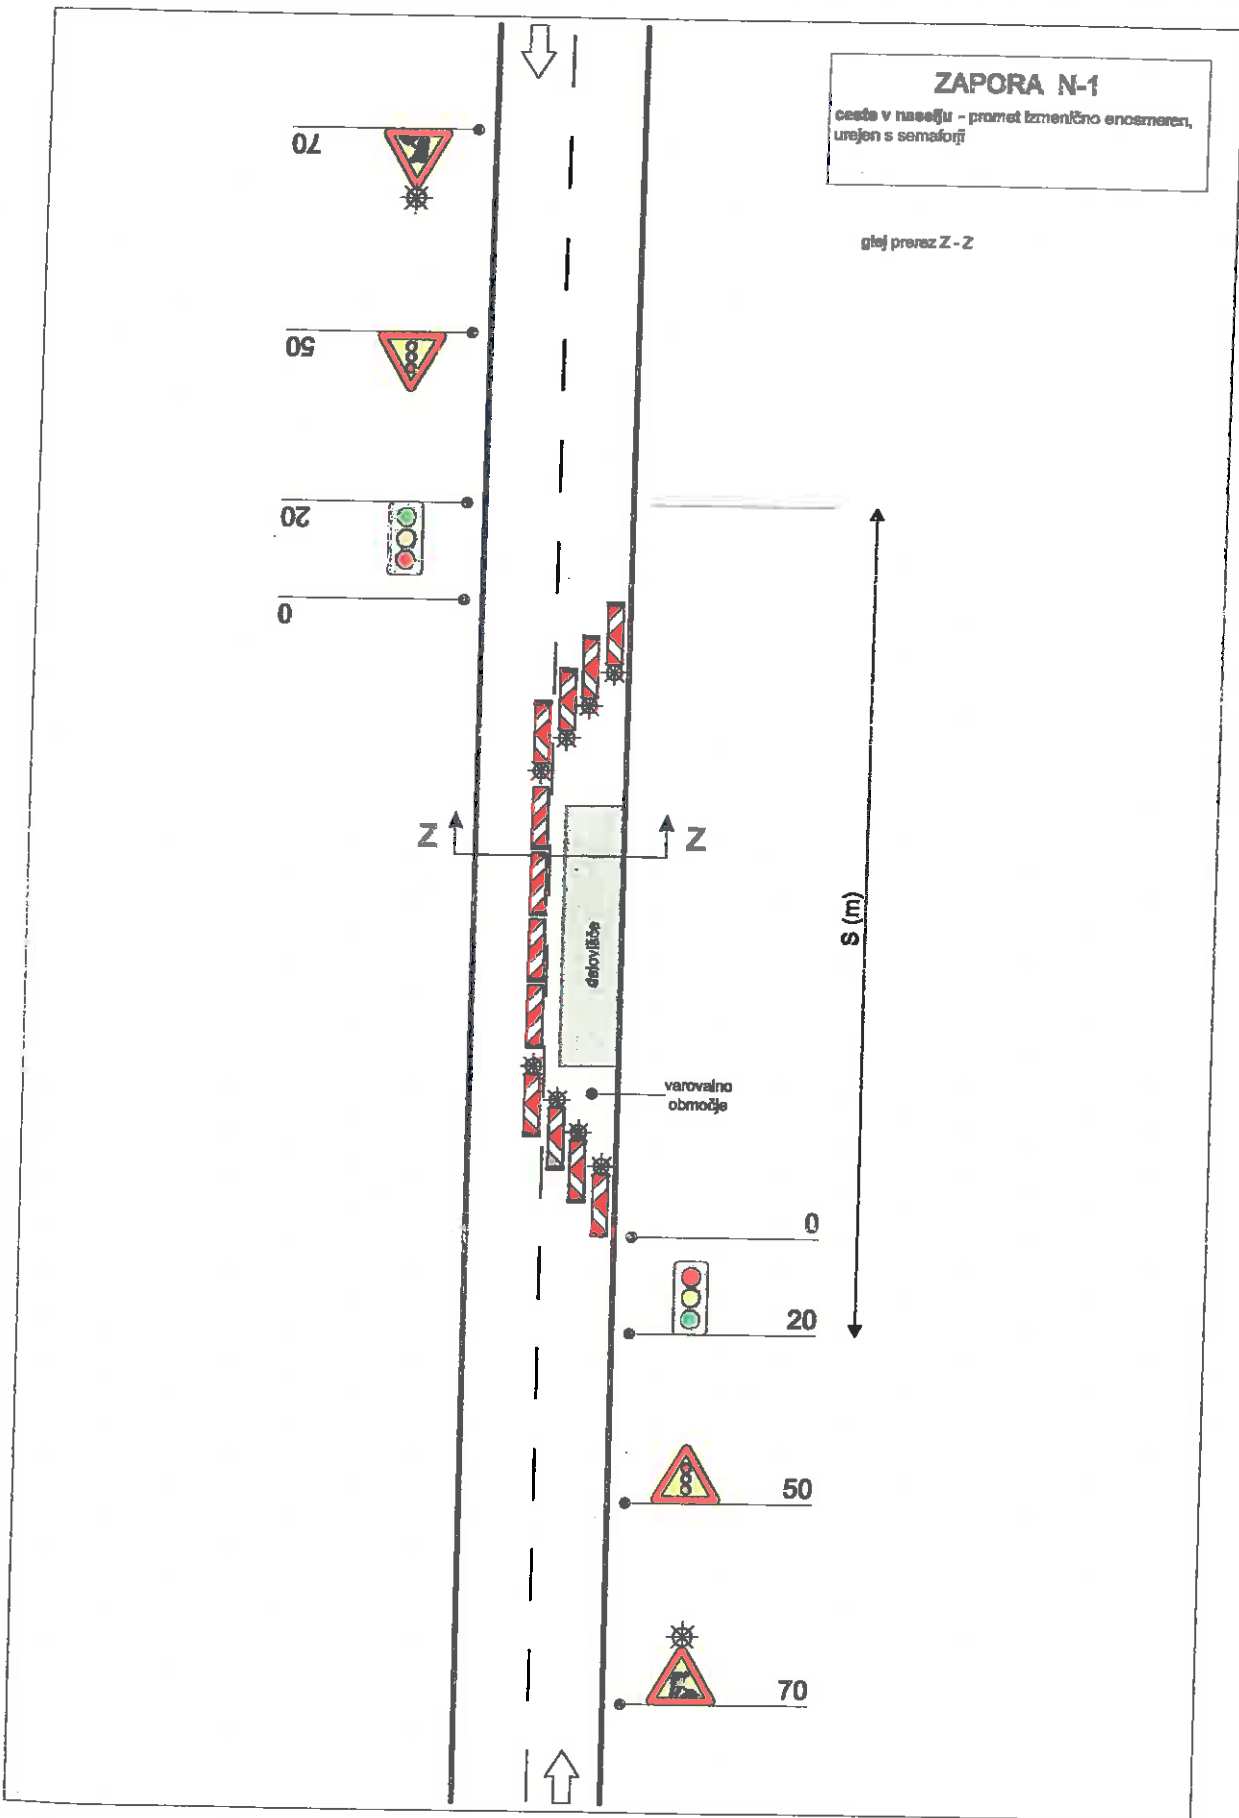 ZAPORA N-1
ceste v naselju - promet izmenično enosmeren,
urejen s semaforji
glej prerez Z - Z
70
50
20
0
Z
Z
S (m)
delovišče
varovalno
območje
0
20
50
70